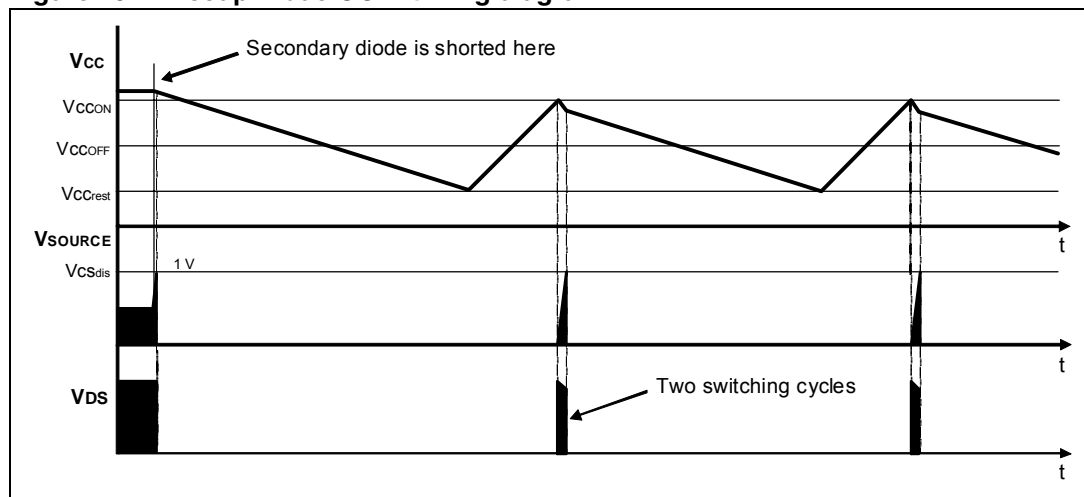 Secondary diode is shorted here
VCC
VCCON
VCCOFF
VCCrest
t
VSOURCE
VCSdis
1 V
t
VDS
Two switching cycles
t